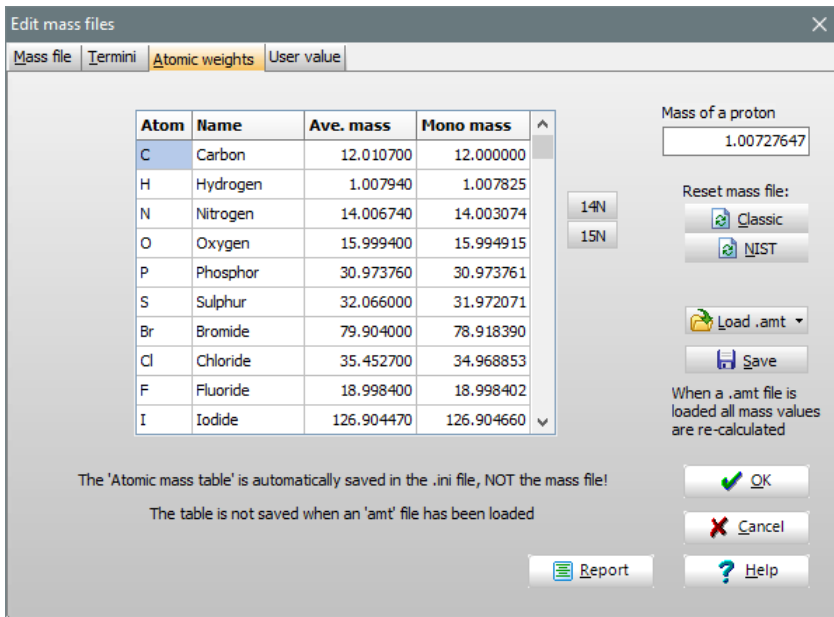 Edit mass files
Mass file Termini Atomic weights User value
Atom Name Ave. mass Mono mass
C Carbon 12.010700 12.000000
H Hydrogen 1.007940 1.007825
N Nitrogen 14.006740 14.003074
O Oxygen 15.999400 15.994915
P Phosphor 30.973760 30.973761
S Sulphur 32.066000 31.972071
Br Bromide 79.904000 78.918390
Cl Chloride 35.452700 34.968853
F Fluoride 18.998400 18.998402
I Iodide 126.904470 126.904660
14N
15N
Mass of a proton
1.00727647
Reset mass file:
Classic
NIST
Load .amt
Save
When a .amt file is
loaded all mass values
are re-calculated
The 'Atomic mass table' is automatically saved in the .ini file, NOT the mass file!
The table is not saved when an 'amt' file has been loaded
OK
Cancel
Report
Help